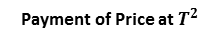 Payment of Price at T²